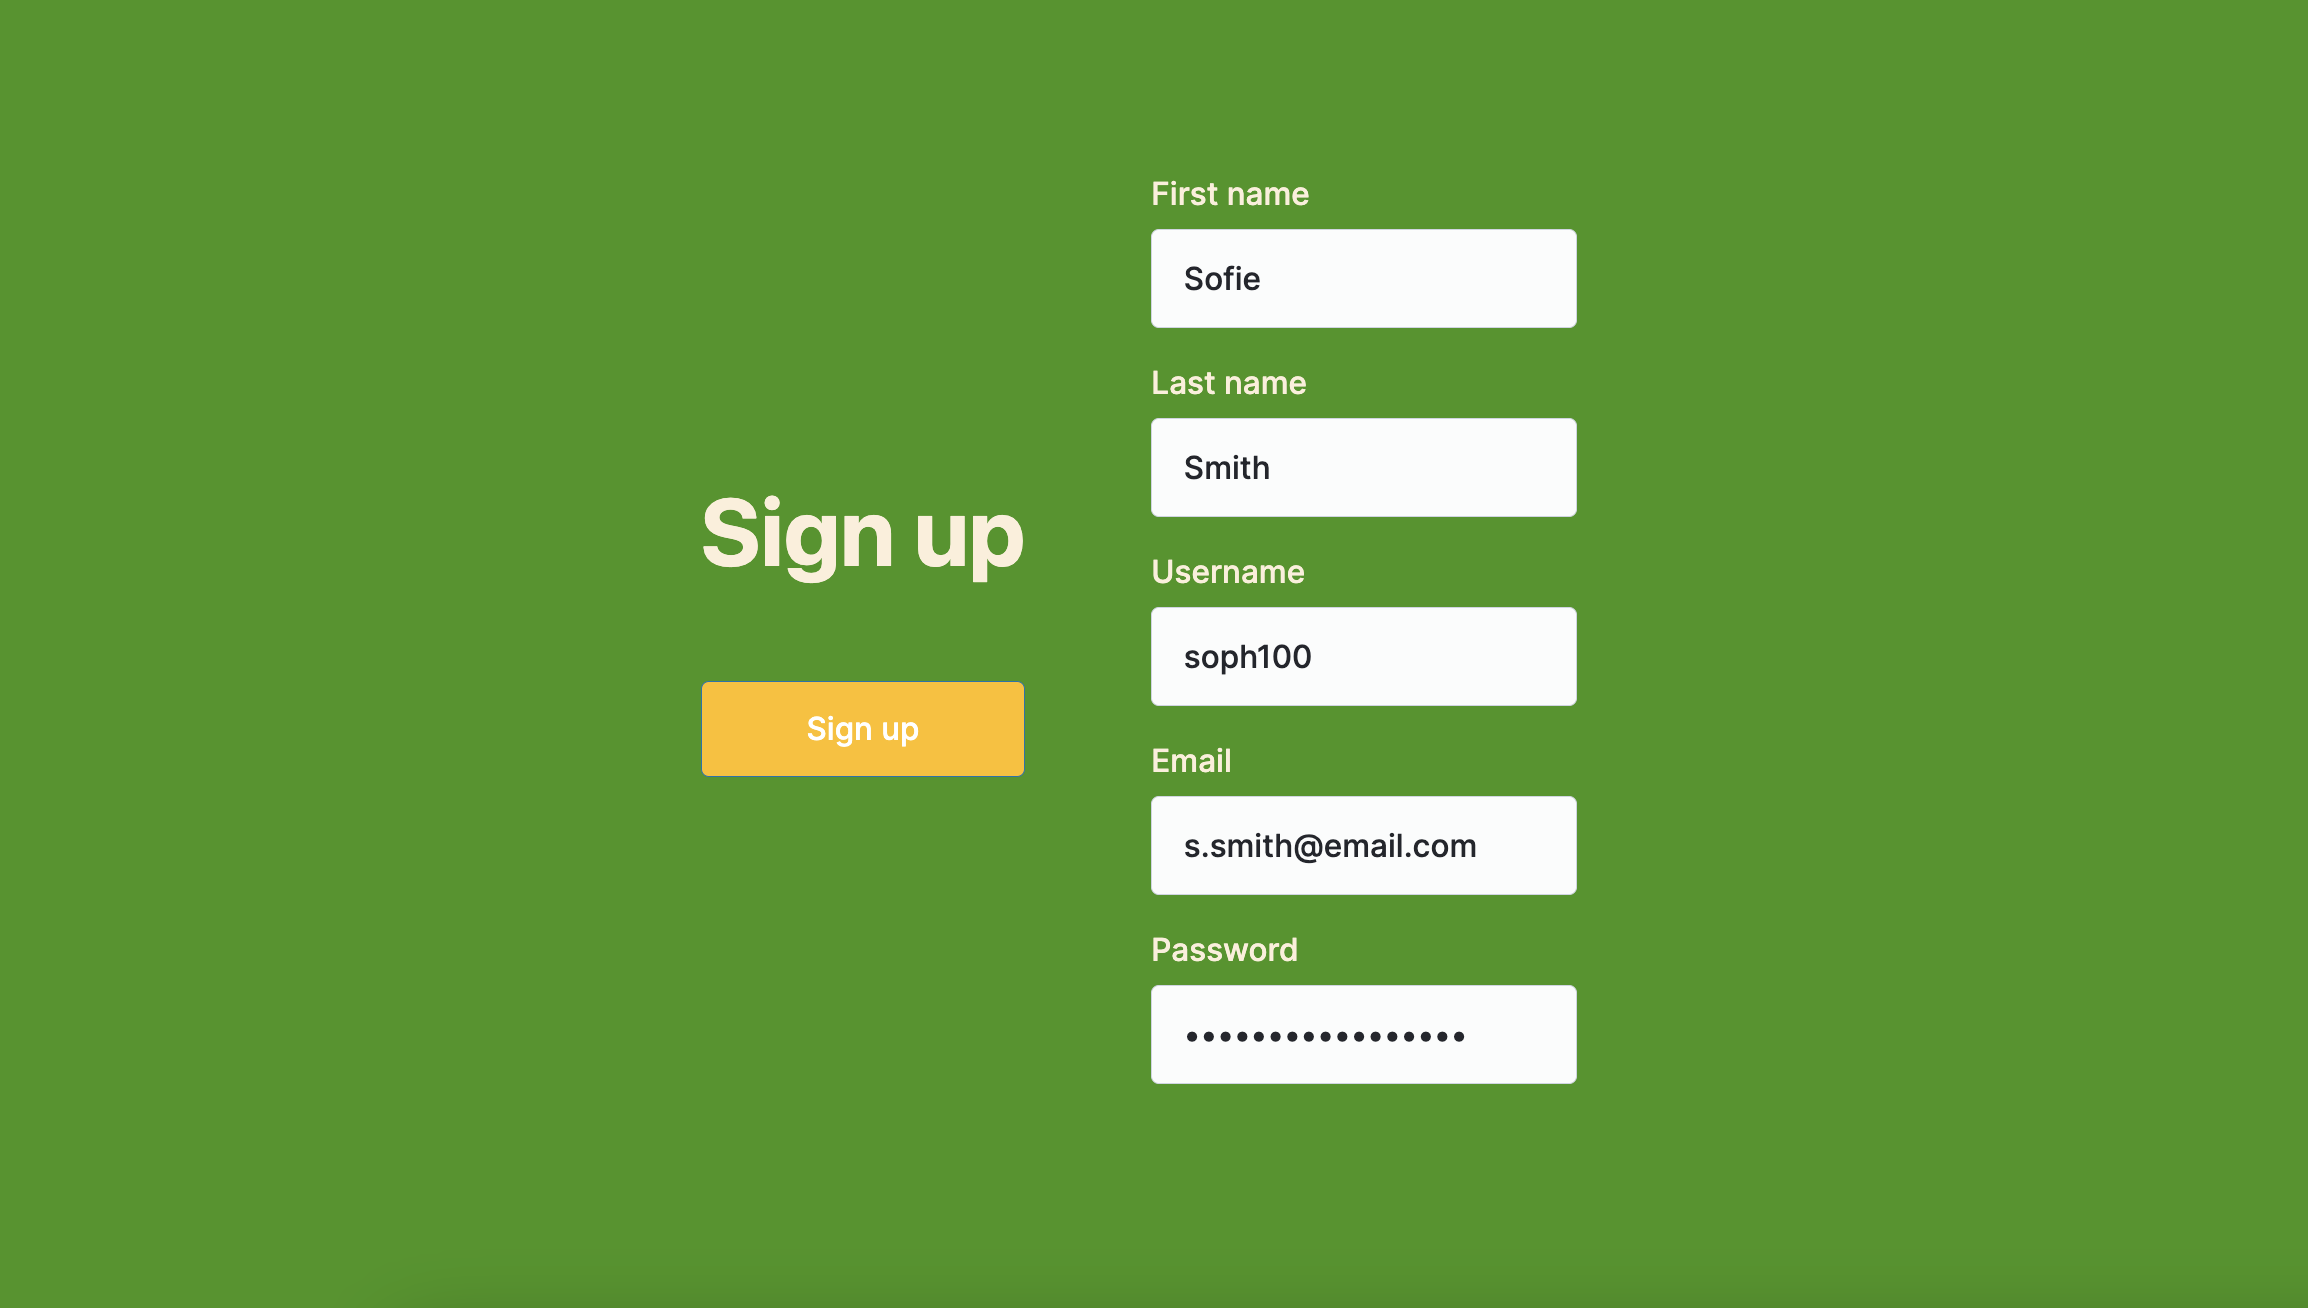 Sign up
Sign up
First name
Sofie
Last name
Smith
Username
soph100
Email
s.smith@email.com
Password
•••••••••••••••••